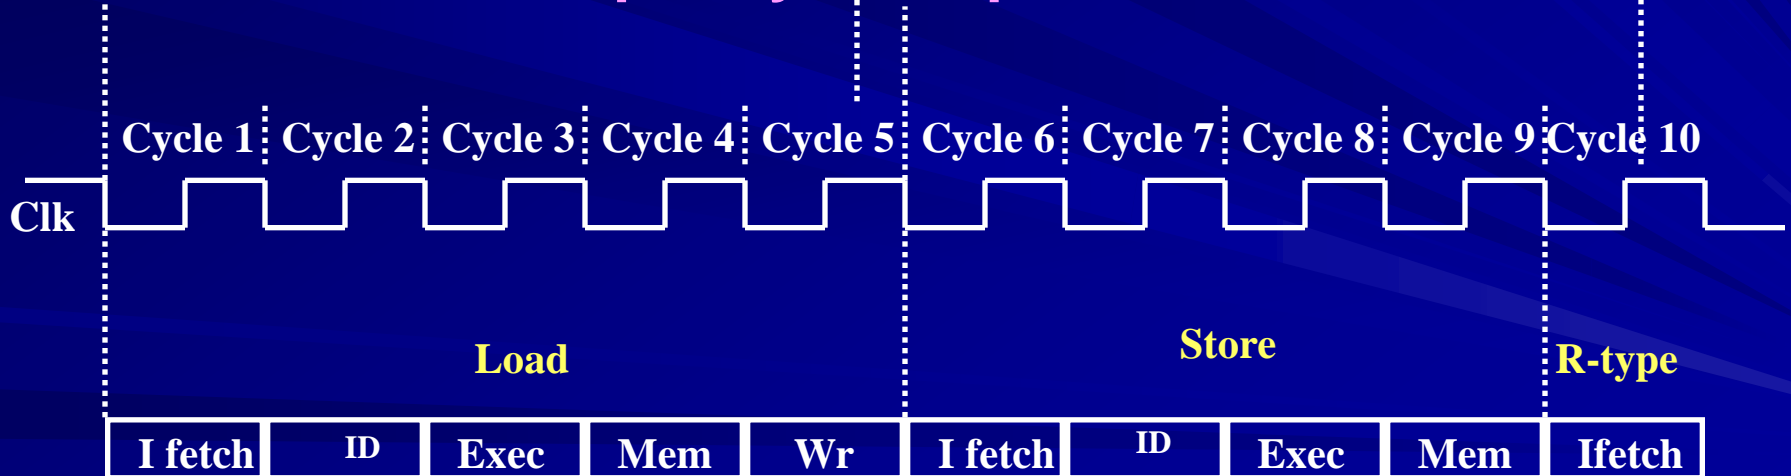 Cycle 1 Cycle 2 Cycle 3 Cycle 4 Cycle 5 Cycle 6 Cycle 7 Cycle 8 Cycle 9 Cycle 10
Clk
Load Store R-type
I fetch ID Exec Mem Wr I fetch ID Exec Mem Ifetch